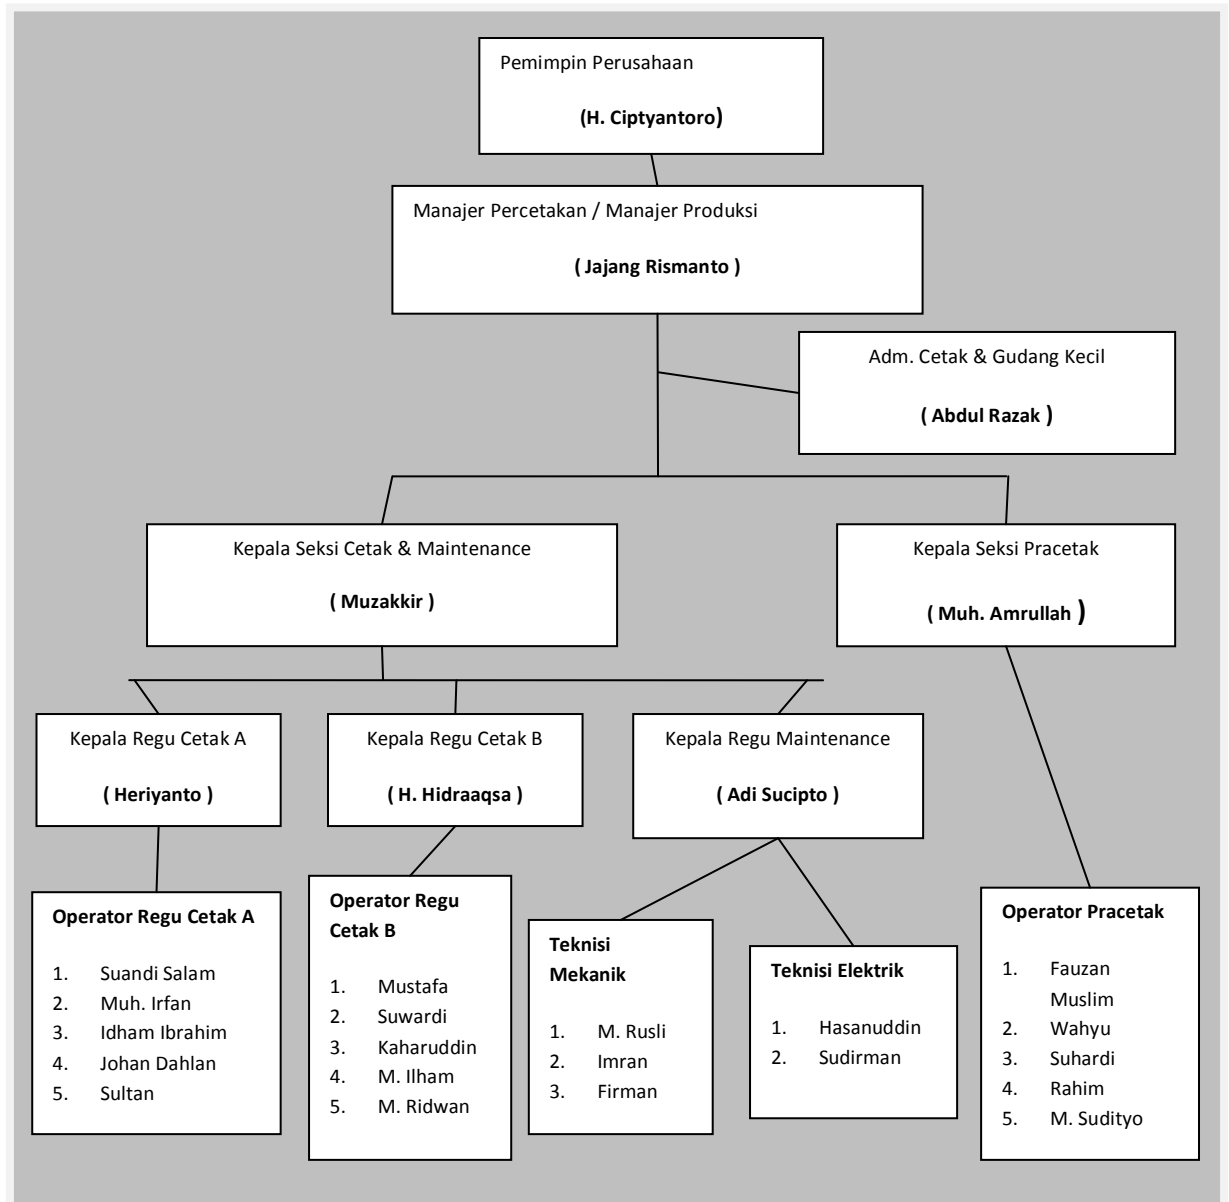 Pemimpin Perusahaan
(H. Ciptyantoro)
Manajer Percetakan / Manajer Produksi
( Jajang Rismanto )
Adm. Cetak & Gudang Kecil
( Abdul Razak )
Kepala Seksi Cetak & Maintenance
( Muzakkir )
Kepala Seksi Pracetak
( Muh. Amrullah )
Kepala Regu Cetak A
( Heriyanto )
Kepala Regu Cetak B
( H. Hidraaqsa )
Kepala Regu Maintenance
( Adi Sucipto )
Operator Regu Cetak A
1. Suandi Salam
2. Muh. Irfan
3. Idham Ibrahim
4. Johan Dahlan
5. Sultan
Operator Regu
Cetak B
1. Mustafa
2. Suwardi
3. Kaharuddin
4. M. Ilham
5. M. Ridwan
Teknisi
Mekanik
1. M. Rusli
2. Imran
3. Firman
Teknisi Elektrik
1. Hasanuddin
2. Sudirman
Operator Pracetak
1. Fauzan
Muslim
2. Wahyu
3. Suhardi
4. Rahim
5. M. Sudityo